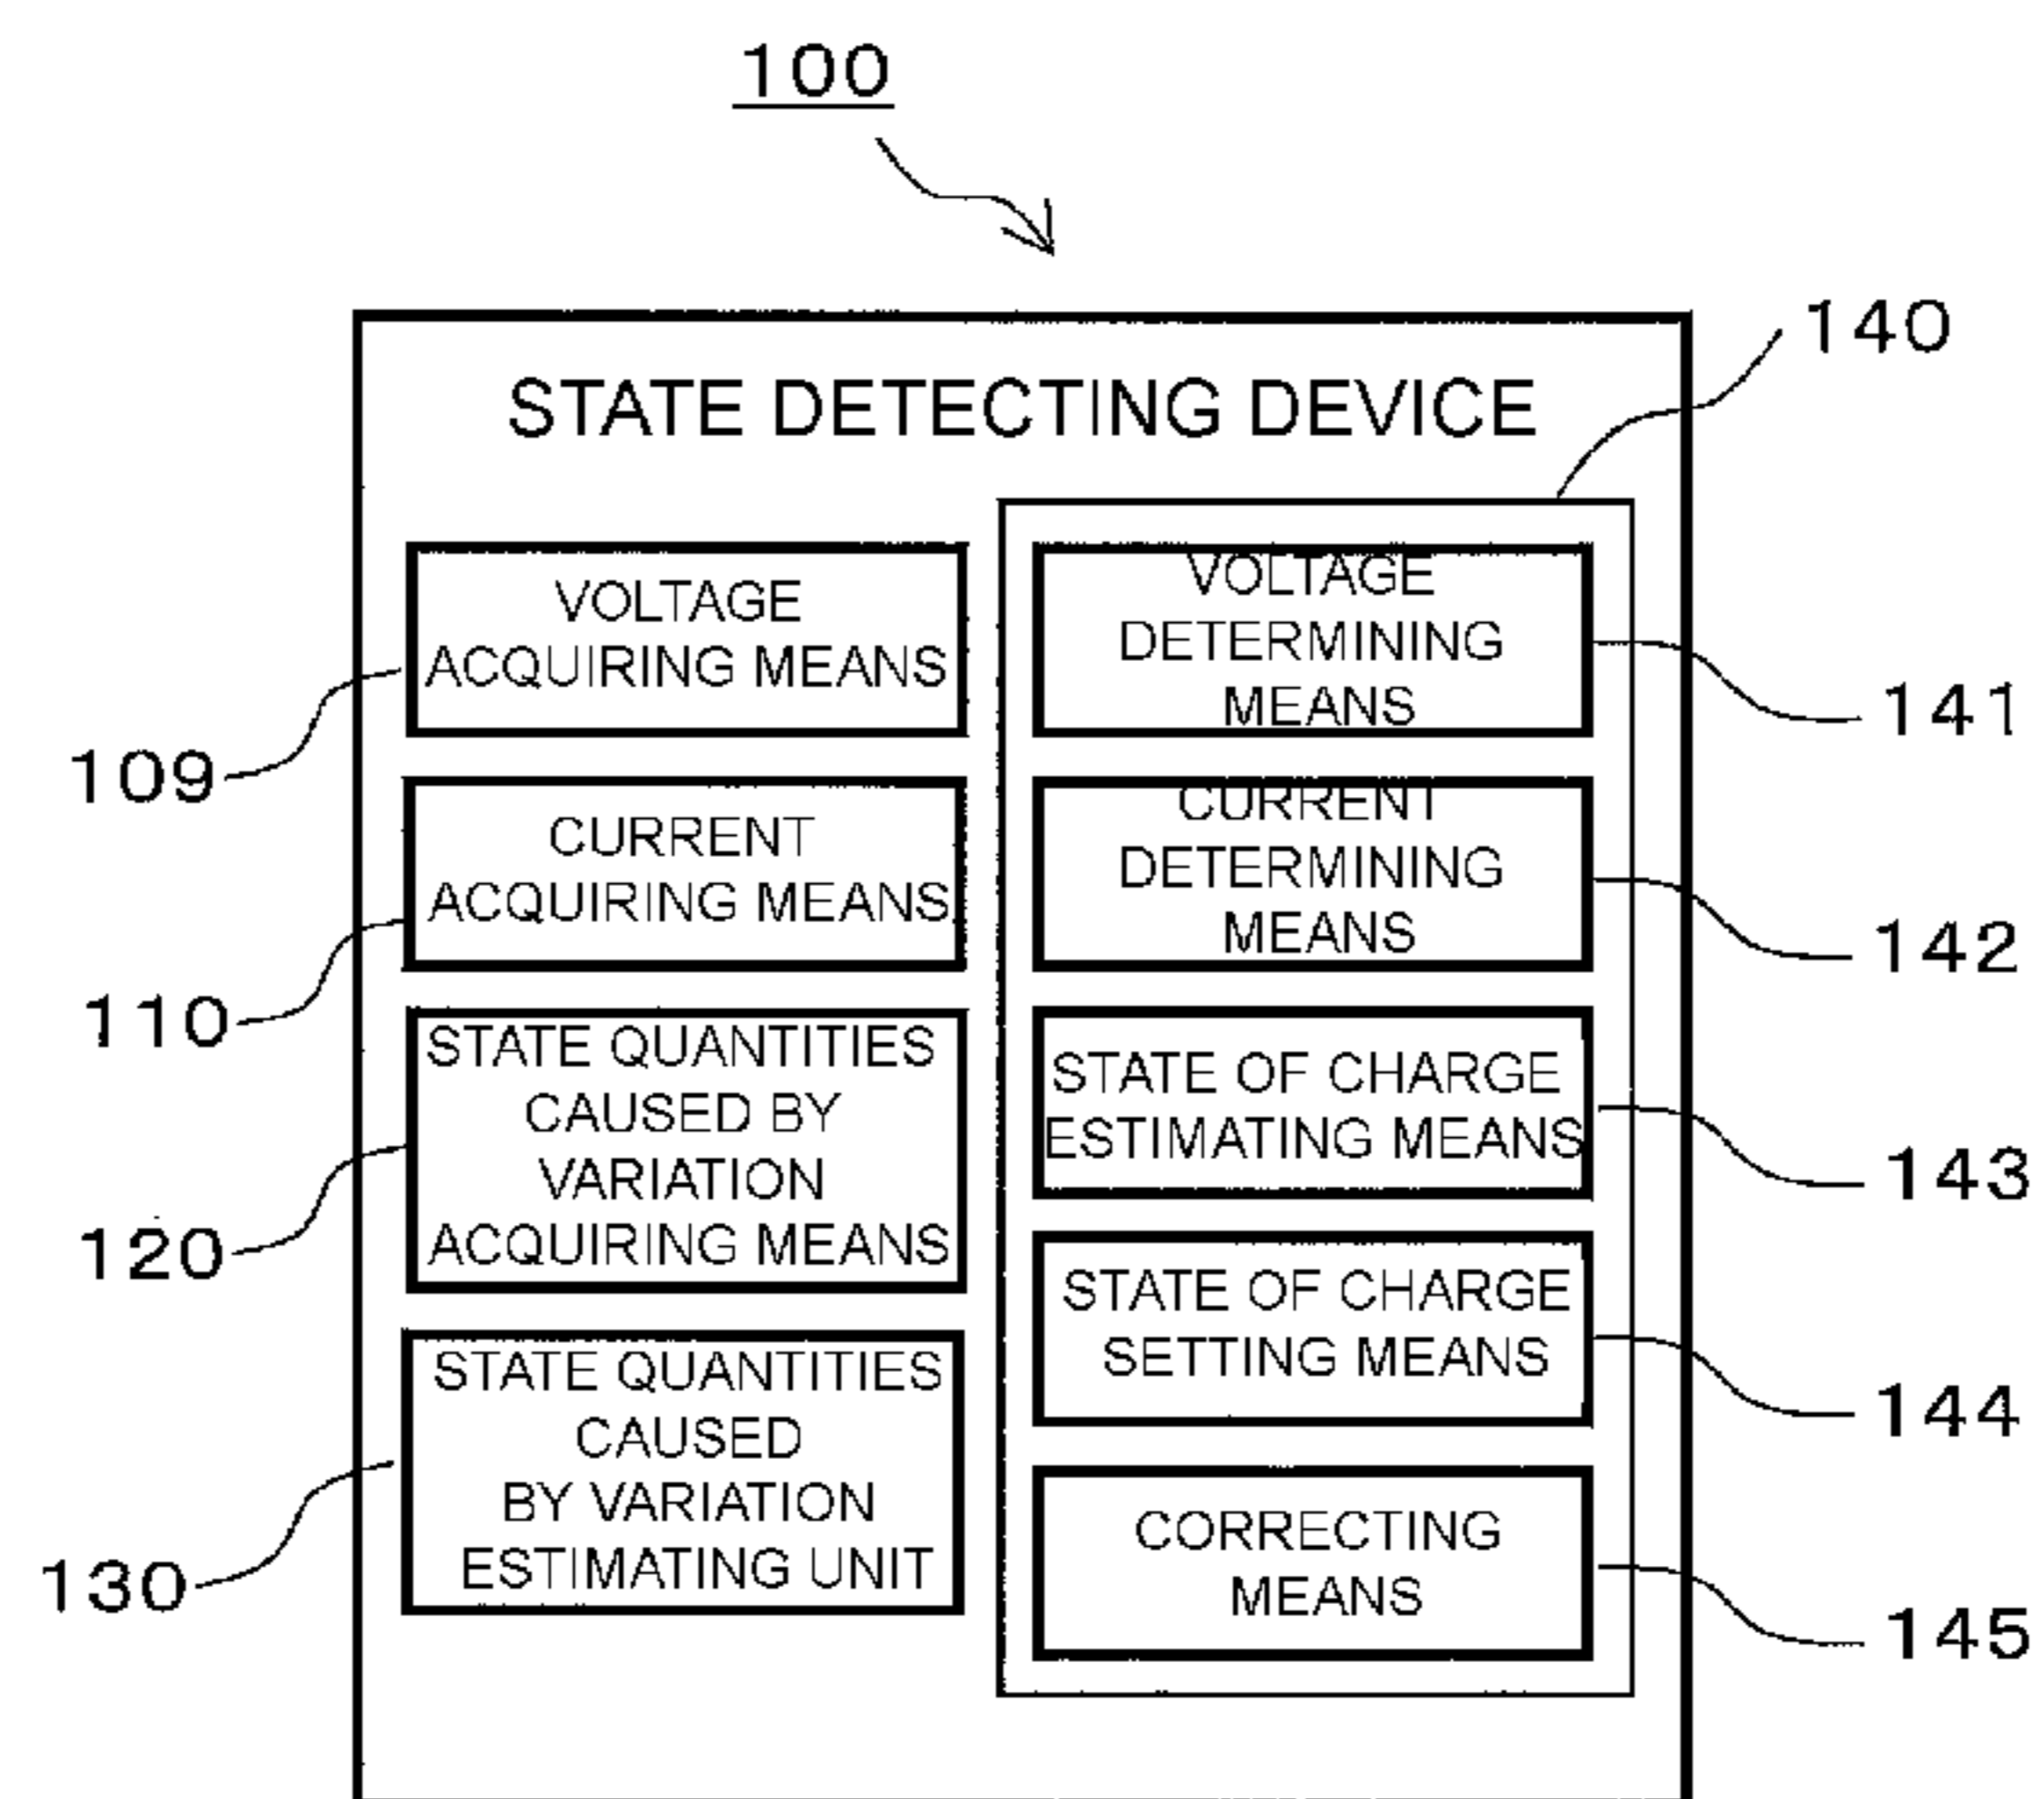 100
140
STATE DETECTING DEVICE
VOLTAGE
ACQUIRING MEANS
109
CURRENT
ACQUIRING MEANS
110
STATE QUANTITIES
CAUSED BY
VARIATION
ACQUIRING MEANS
120
STATE QUANTITIES
CAUSED
BY VARIATION
ESTIMATING UNIT
130
VOLTAGE
DETERMINING
MEANS
141
CURRENT
DETERMINING
MEANS
142
STATE OF CHARGE
ESTIMATING MEANS
143
STATE OF CHARGE
SETTING MEANS
144
CORRECTING
MEANS
145